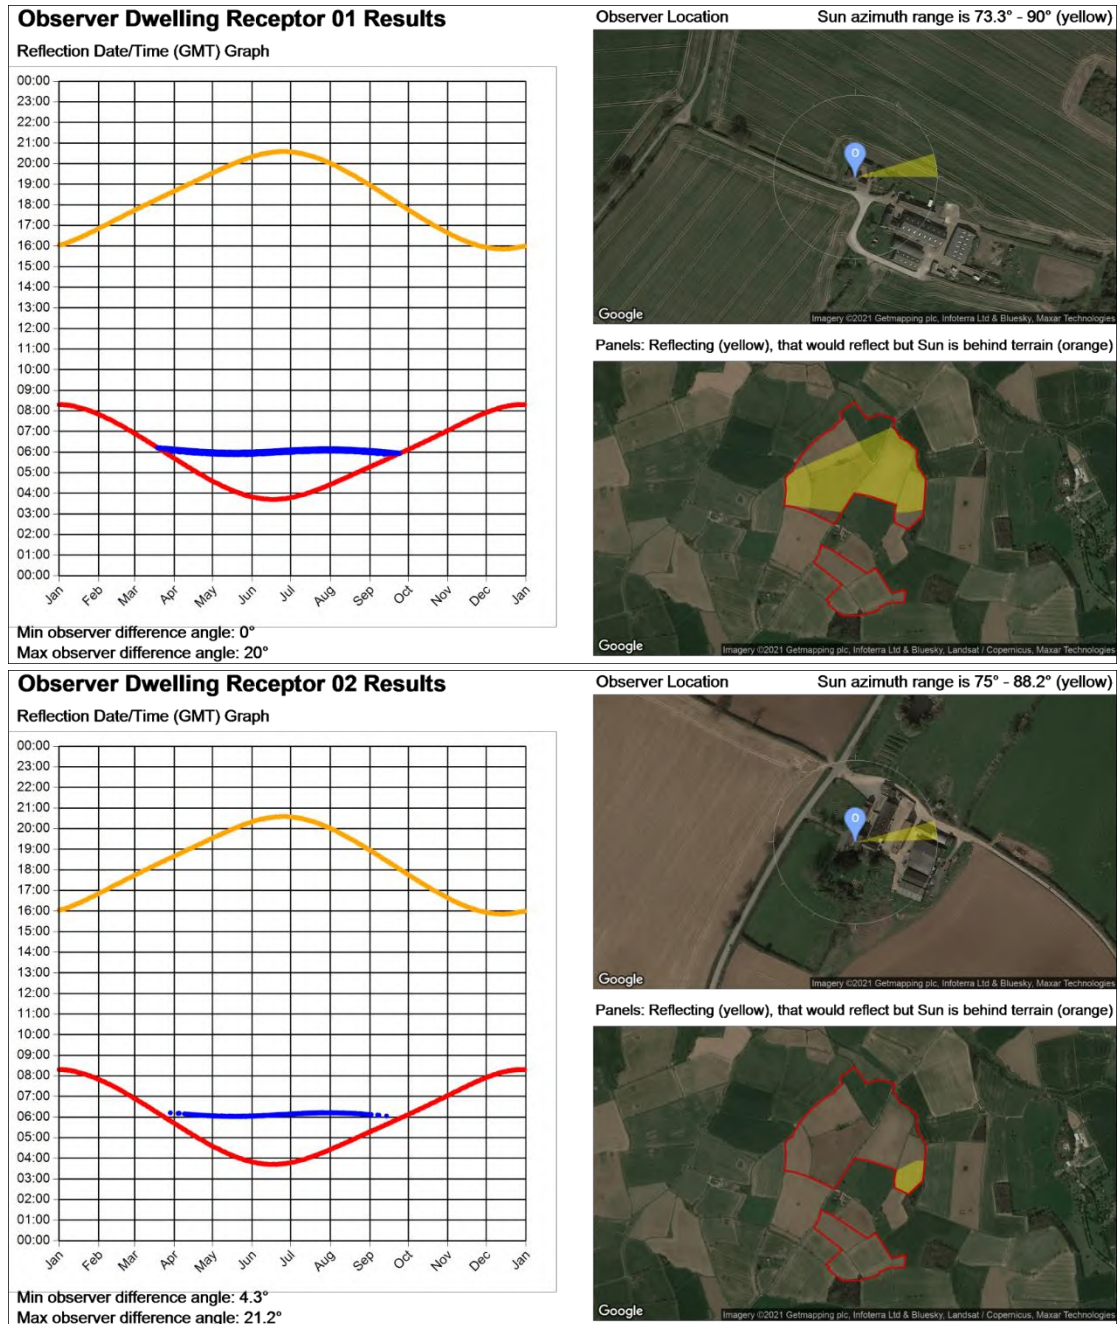 Observer Dwelling Receptor 01 Results
Reflection Date/Time (GMT) Graph
00:00
23:00
22:00
21:00
20:00
19:00
18:00
17:00
16:00
15:00
14:00
13:00
12:00
11:00
10:00
09:00
08:00
07:00
06:00
05:00
04:00
03:00
02:00
01:00
00:00
Jan Feb Mar Apr May Jun Jul Aug Sep Oct Nov Dec Jan
Min observer difference angle: 0°
Max observer difference angle: 20°
Observer Location Sun azimuth range is 73.3° - 90° (yellow)
0
Google Imagery ©2021 Getmapping plc, Infoterra Ltd & Bluesky, Maxar Technologies
Panels: Reflecting (yellow), that would reflect but Sun is behind terrain (orange)
Google Imagery ©2021 Getmapping plc, Infoterra Ltd & Bluesky, Landsat / Copernicus, Maxar Technologies
Observer Dwelling Receptor 02 Results
Reflection Date/Time (GMT) Graph
00:00
23:00
22:00
21:00
20:00
19:00
18:00
17:00
16:00
15:00
14:00
13:00
12:00
11:00
10:00
09:00
08:00
07:00
06:00
05:00
04:00
03:00
02:00
01:00
00:00
Jan Feb Mar Apr May Jun Jul Aug Sep Oct Nov Dec Jan
Min observer difference angle: 4.3°
Max observer difference angle: 21.2°
Observer Location Sun azimuth range is 75° - 88.2° (yellow)
0
Google Imagery ©2021 Getmapping plc, Infoterra Ltd & Bluesky, Maxar Technologies
Panels: Reflecting (yellow), that would reflect but Sun is behind terrain (orange)
Google Imagery ©2021 Getmapping plc, Infoterra Ltd & Bluesky, Landsat / Copernicus, Maxar Technologies